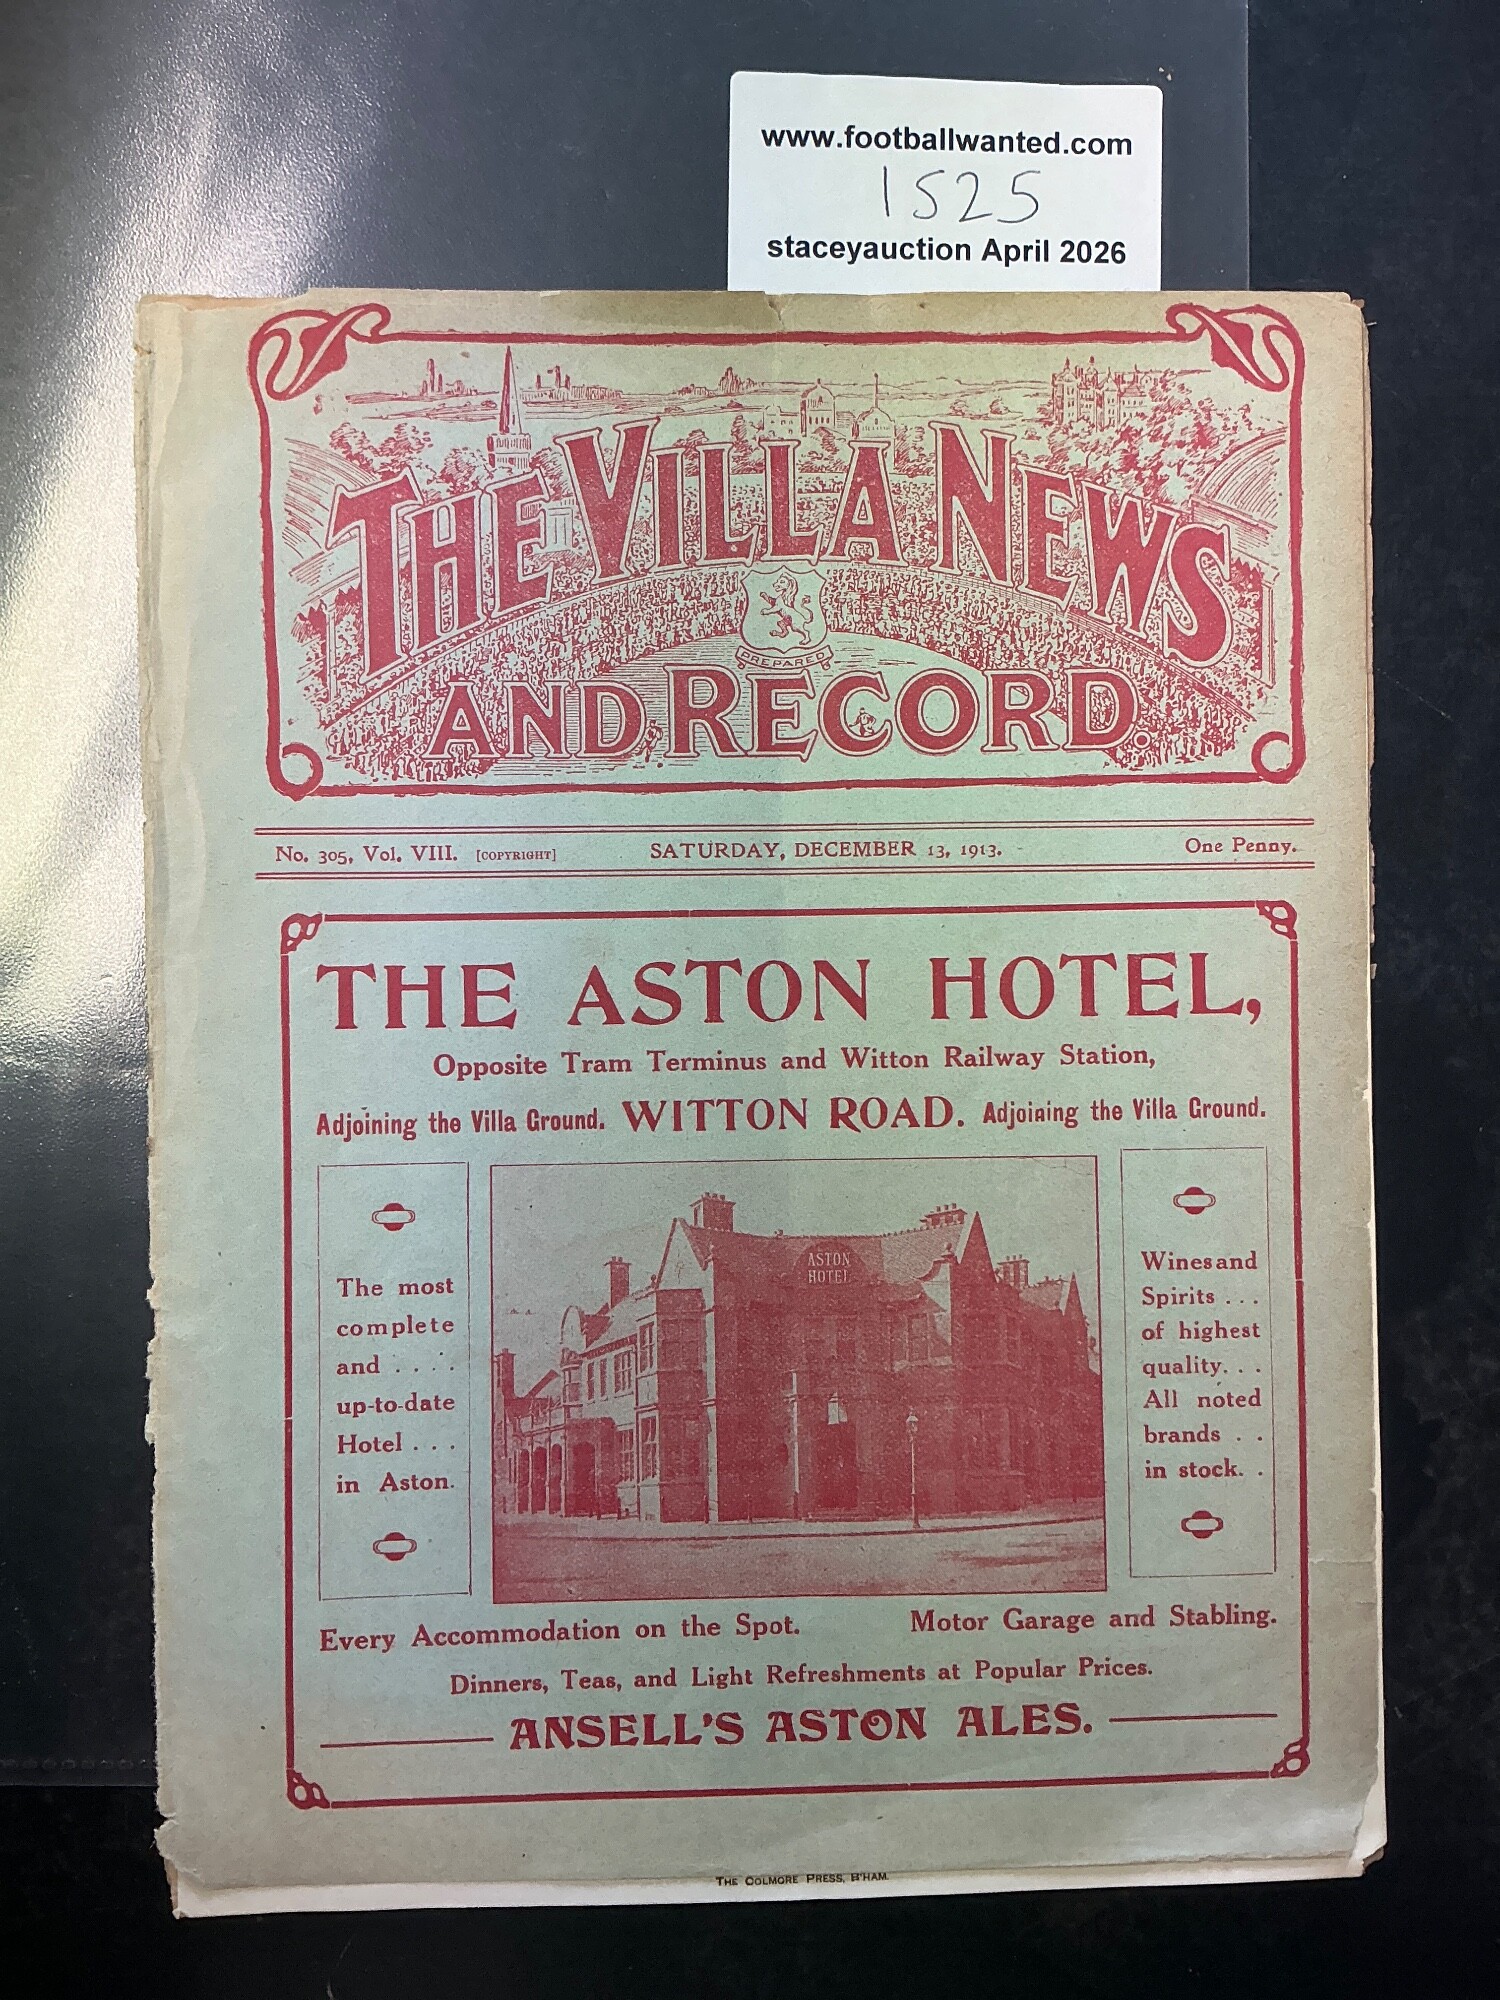 www.footballwanted.com
1525
staceyauction April 2026
THE VILLA NEWS
PREPARED
AND RECORD.
No. 305, Vol. VIII. [COPYRIGHT] SATURDAY, DECEMBER 13, 1913. One Penny.
THE ASTON HOTEL,
Opposite Tram Terminus and Witton Railway Station,
Adjoining the Villa Ground. WITTON ROAD. Adjoining the Villa Ground.
The most
complete
and . . . .
up-to-date
Hotel . . .
in Aston.
ASTON
HOTEL
Wines and
Spirits . . .
of highest
quality. . .
All noted
brands . .
in stock. .
Every Accommodation on the Spot. Motor Garage and Stabling.
Dinners, Teas, and Light Refreshments at Popular Prices.
ANSELL'S ASTON ALES.
THE COLMORE PRESS, B'HAM.